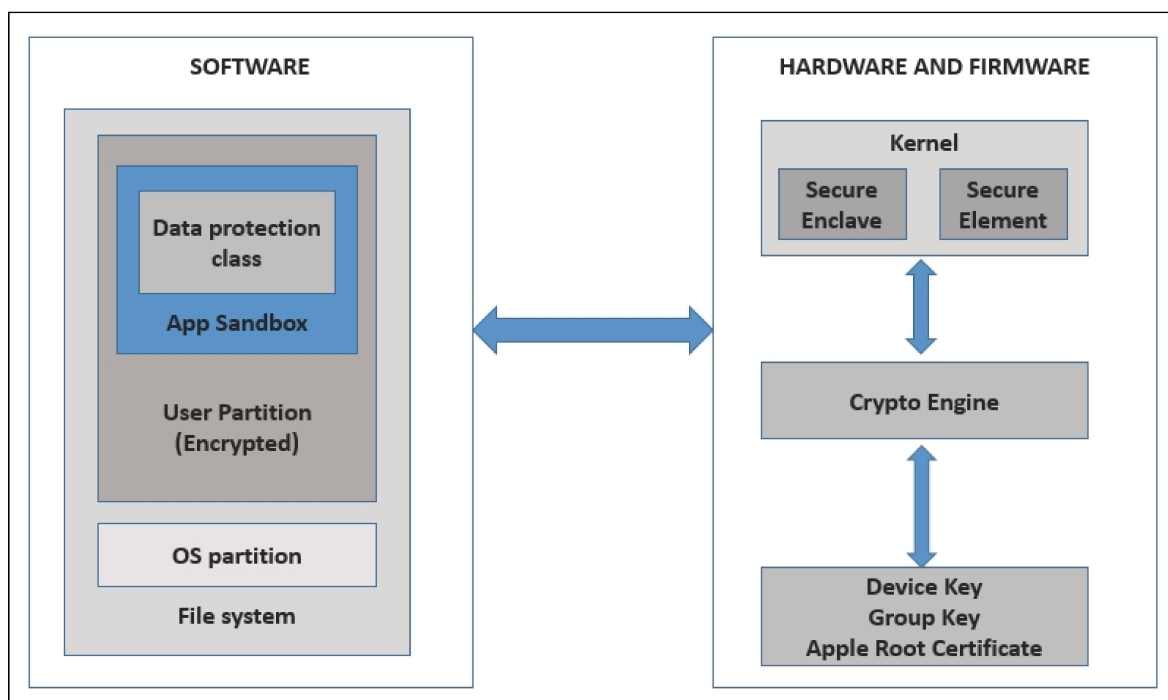 SOFTWARE
Data protection
class
App Sandbox
User Partition
(Encrypted)
OS partition
File system
HARDWARE AND FIRMWARE
Kernel
Secure
Enclave
Secure
Element
Crypto Engine
Device Key
Group Key
Apple Root Certificate